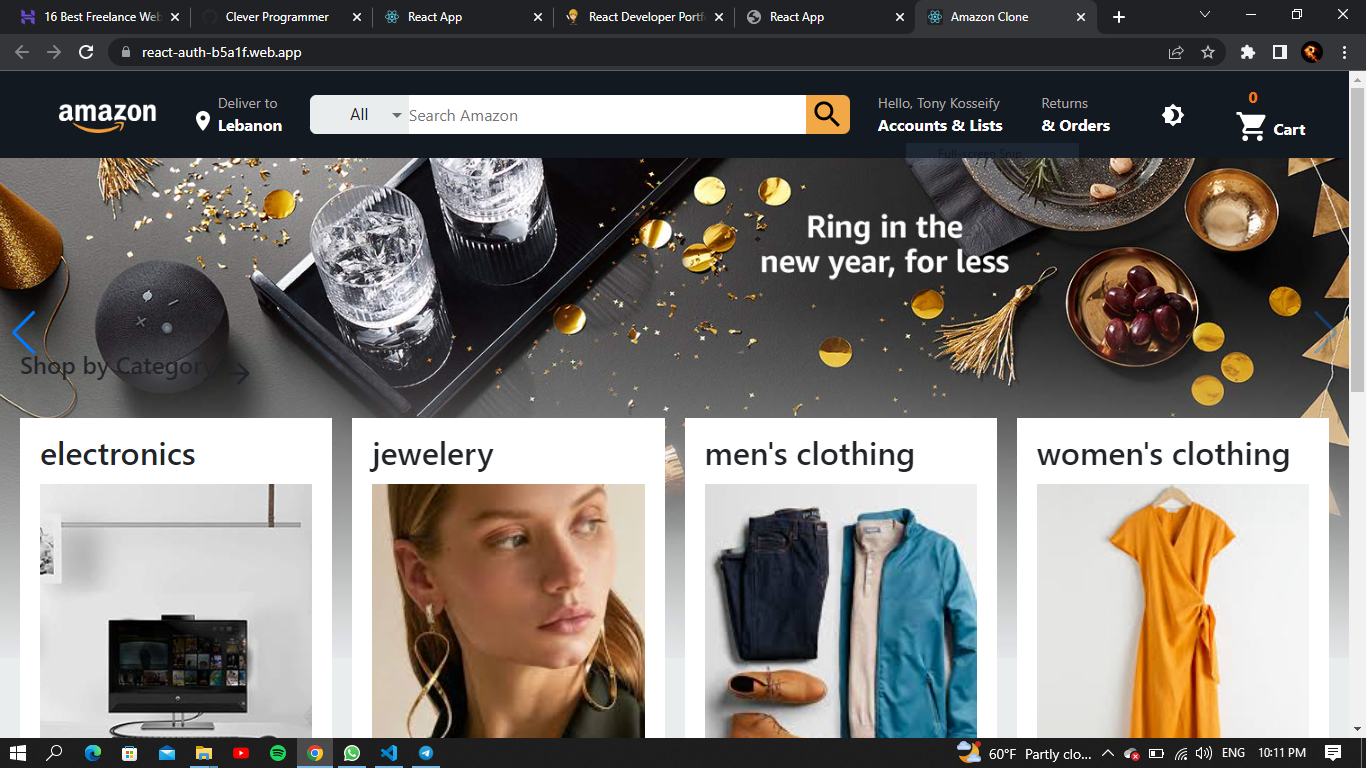 16 Best Freelance Web
Clever Programmer
React App
React Developer Portf
React App
Amazon Clone
react-auth-b5a1f.web.app
amazon
Deliver to
Lebanon
All
Search Amazon
Hello, Tony Kosseify
Accounts & Lists
Returns
& Orders
0
Cart
Full-screen Snip
Ring in the
new year, for less
Shop by Category
electronics
jewelery
men's clothing
women's clothing
60°F Partly clo...
ENG
10:11 PM